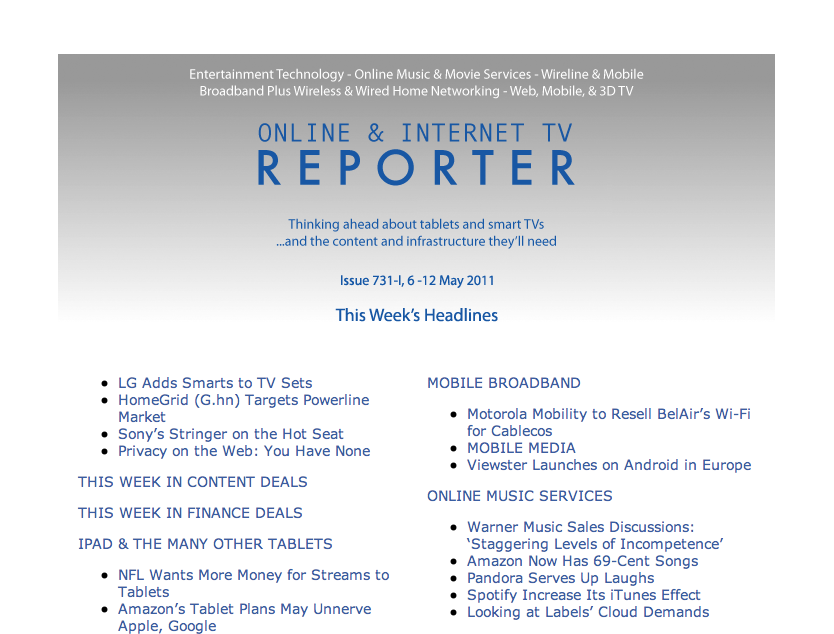 Entertainment Technology - Online Music & Movie Services - Wireline & Mobile
Broadband Plus Wireless & Wired Home Networking - Web, Mobile, & 3D TV
ONLINE & INTERNET TV
REPORTER
Thinking ahead about tablets and smart TVs
...and the content and infrastructure they'll need
Issue 731-I, 6 -12 May 2011
This Week's Headlines
• LG Adds Smarts to TV Sets
• HomeGrid (G.hn) Targets Powerline
Market
• Sony's Stringer on the Hot Seat
• Privacy on the Web: You Have None
THIS WEEK IN CONTENT DEALS
THIS WEEK IN FINANCE DEALS
IPAD & THE MANY OTHER TABLETS
• NFL Wants More Money for Streams to
Tablets
• Amazon's Tablet Plans May Unnerve
Apple, Google
MOBILE BROADBAND
• Motorola Mobility to Resell BelAir's Wi-Fi
for Cablecos
• MOBILE MEDIA
• Viewster Launches on Android in Europe
ONLINE MUSIC SERVICES
• Warner Music Sales Discussions:
'Staggering Levels of Incompetence'
• Amazon Now Has 69-Cent Songs
• Pandora Serves Up Laughs
• Spotify Increase Its iTunes Effect
• Looking at Labels' Cloud Demands